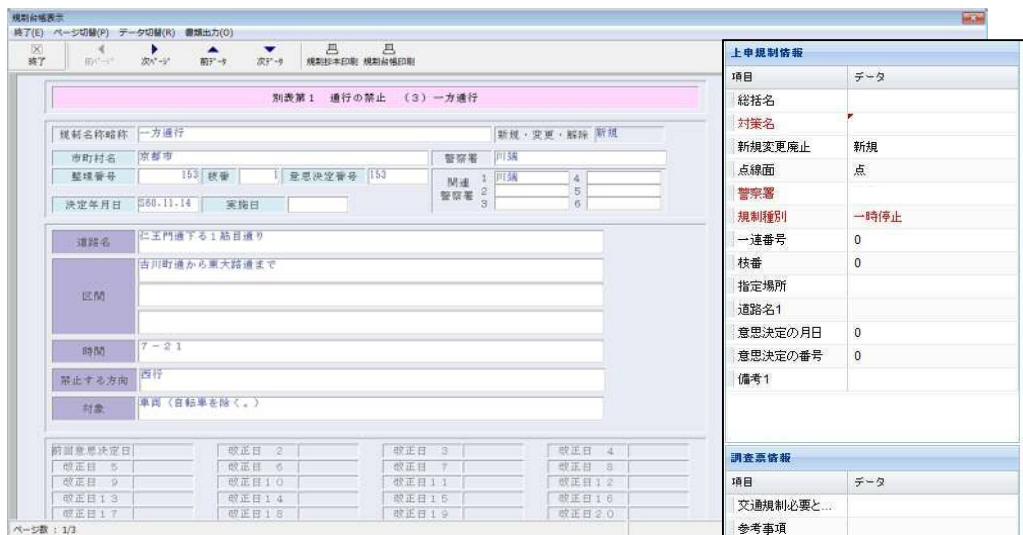 規制台帳表示
終了(E) ページ切替(P) データ切替(R) 書類出力(O)
終了 前ページ 次ページ 前データ 次データ 規制抄本印刷 規制台帳印刷
別表第1 通行の禁止 (3) 一方通行
規制名称略称 一方通行 新規・変更・解除 新規
市町村名 京都市 警察署 川端
整理番号 153 枝番 1 意思決定番号 153
関連警察署 1 川端 2 3 4 5 6
決定年月日 S60.11.14 実施日
道路名 仁王門通下る1筋目通り
区間 古川町通から東大路通まで
時間 7-21
禁止する方向 西行
対象 車両(自転車を除く。)
前回意思決定日 改正日 2 改正日 3 改正日 4
改正日 5 改正日 6 改正日 7 改正日 8
改正日 9 改正日10 改正日11 改正日12
改正日13 改正日14 改正日15 改正日16
改正日17 改正日18 改正日19 改正日20
ページ数 : 1/3
上申規制情報
項目 データ
総括名
対策名
新規変更廃止 新規
点線面 点
警察署
規制種別 一時停止
一連番号 0
枝番 0
指定場所
道路名1
意思決定の月日 0
意思決定の番号 0
備考1
調査票情報
項目 データ
交通規制必要と...
参考事項